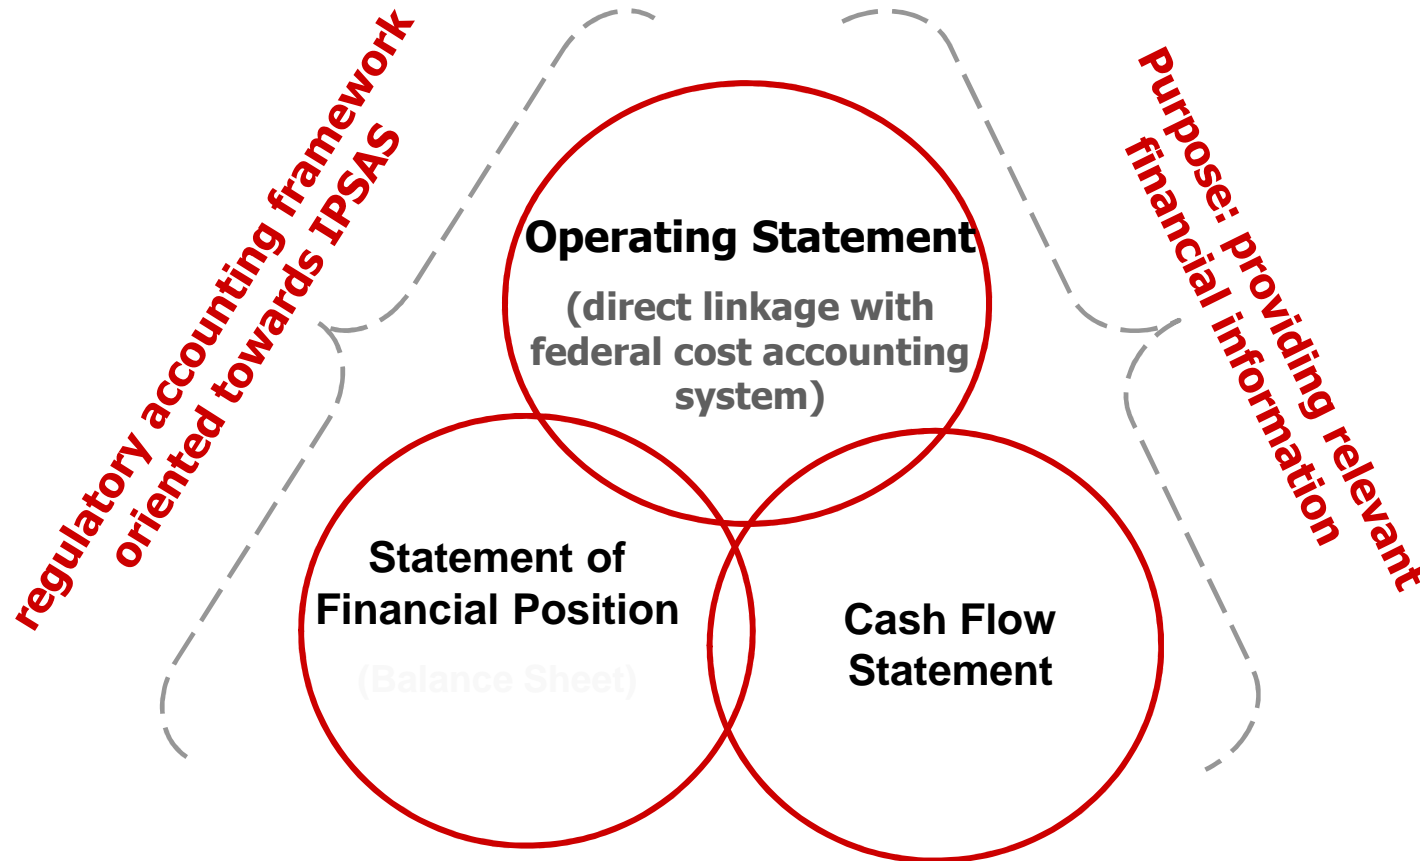 regulatory accounting framework
oriented towards IPSAS
Purpose: providing relevant
financial information
Operating Statement
(direct linkage with
federal cost accounting
system)
Statement of
Financial Position
(Balance Sheet)
Cash Flow
Statement